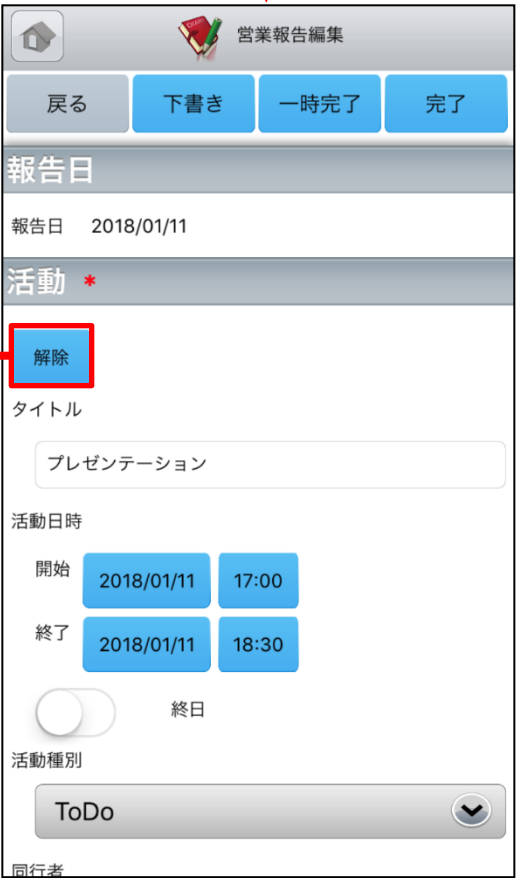 営業報告編集
戻る 下書き 一時完了 完了
報告日
報告日 2018/01/11
活動 *
解除
タイトル
プレゼンテーション
活動日時
開始 2018/01/11 17:00
終了 2018/01/11 18:30
終日
活動種別
ToDo
同行者